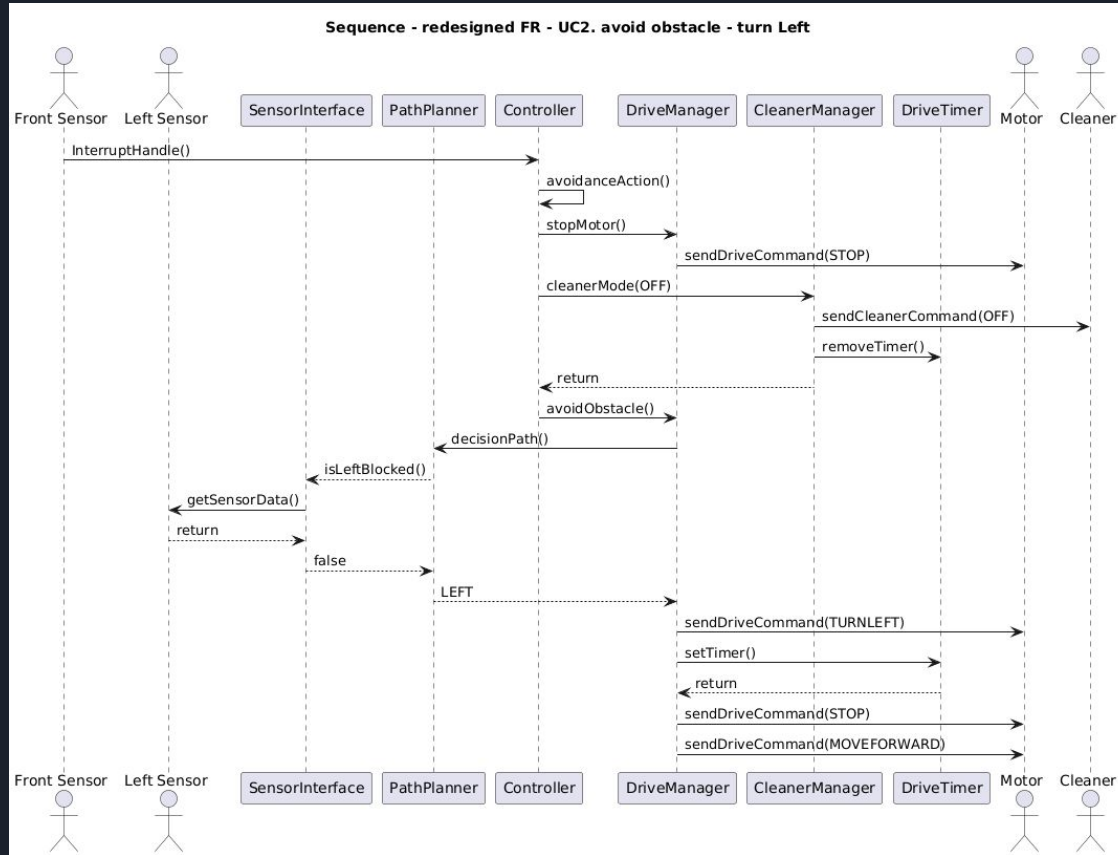 Sequence - redesigned FR - UC2. avoid obstacle - turn Left
Front Sensor Left Sensor SensorInterface PathPlanner Controller DriveManager CleanerManager DriveTimer Motor Cleaner
InterruptHandle()
avoidanceAction()
stopMotor()
sendDriveCommand(STOP)
cleanerMode(OFF)
sendCleanerCommand(OFF)
removeTimer()
return
avoidObstacle()
decisionPath()
isLeftBlocked()
getSensorData()
return
false
LEFT
sendDriveCommand(TURNLEFT)
setTimer()
return
sendDriveCommand(STOP)
sendDriveCommand(MOVEFORWARD)
Front Sensor Left Sensor SensorInterface PathPlanner Controller DriveManager CleanerManager DriveTimer Motor Cleaner